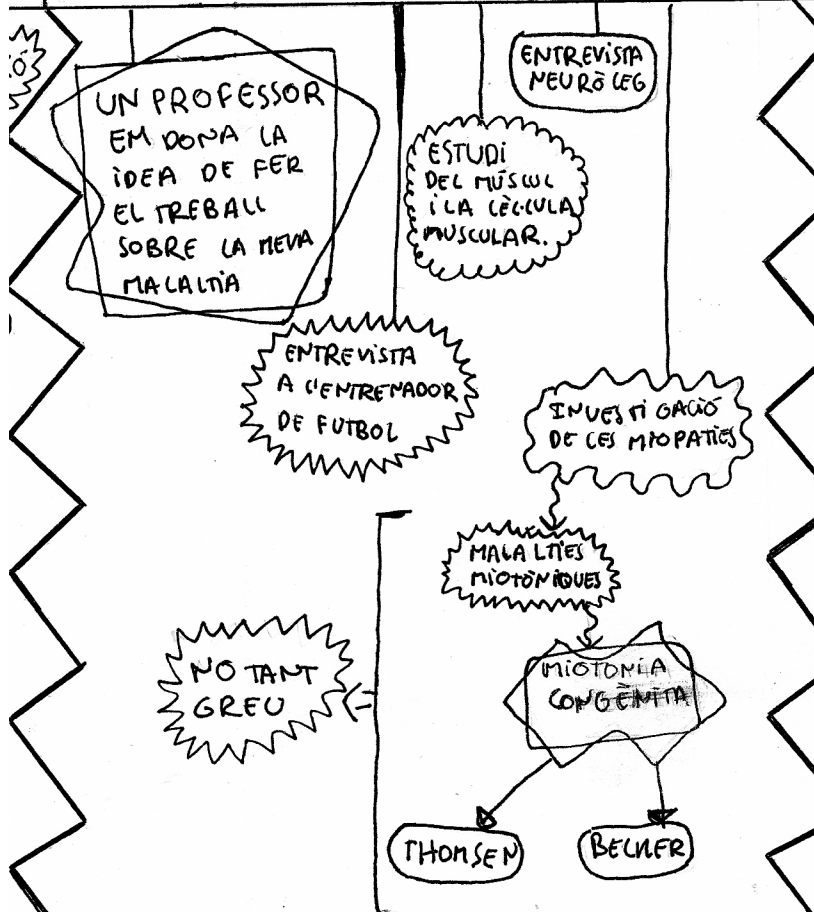 UN PROFESSOR
EM DONA LA
IDEA DE FER
EL TREBALL
SOBRE LA MEVA
MALALTIA
ENTREVISTA
NEURÒLEG
ESTUDI
DEL MÚSCUL
I LA CÈL·LULA
MUSCULAR.
ENTREVISTA
A L'ENTRENADOR
DE FUTBOL
INVESTIGACIÓ
DE LES MIOPATIES
MALALTIES
MIOTÒNIQUES
NO TANT
GREU
MIOTONIA
CONGÈNITA
THOMSEN
BECKER